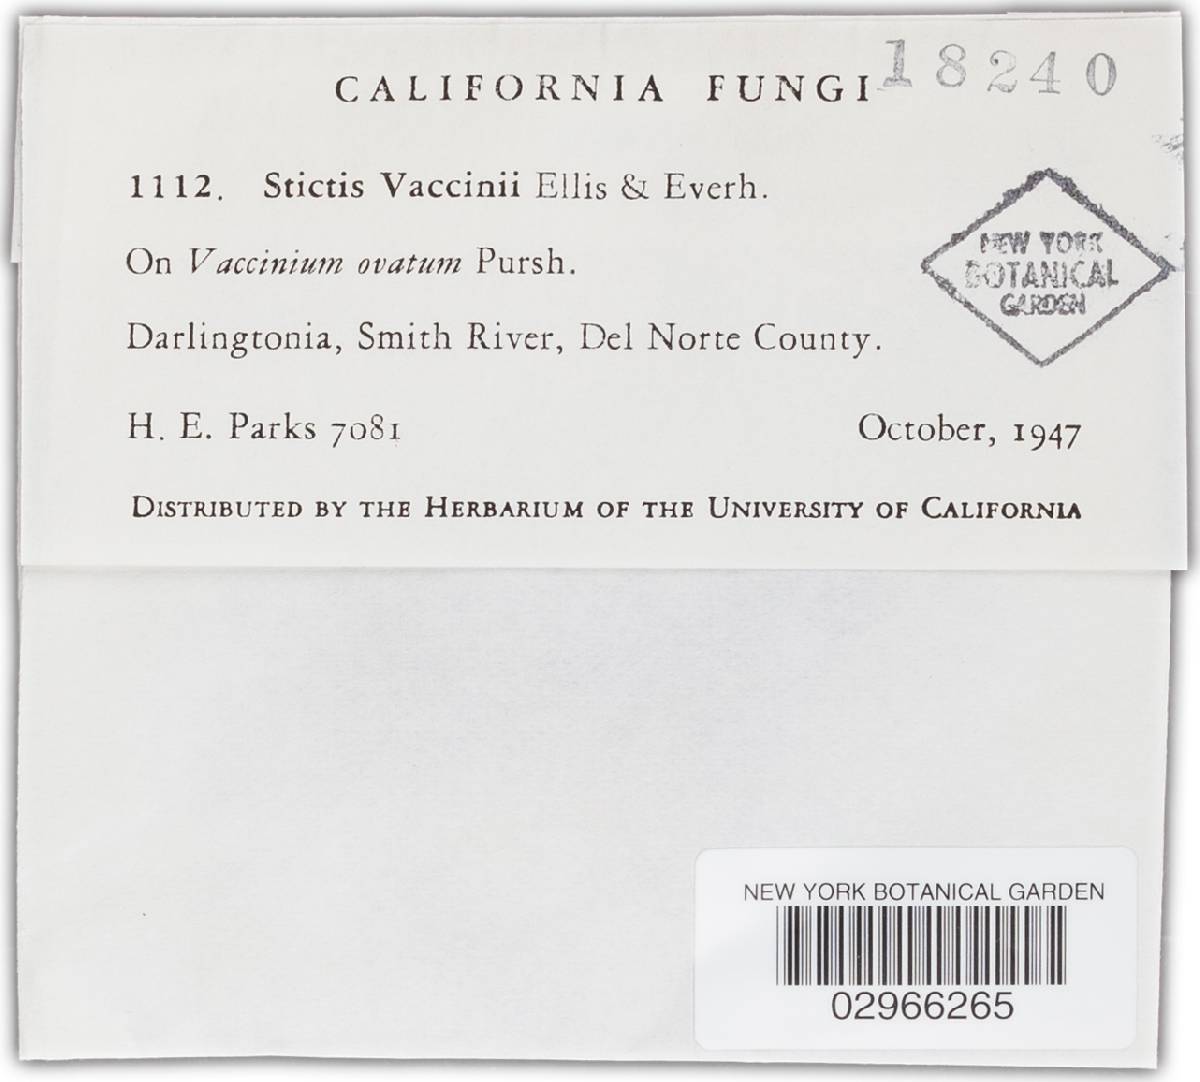 CALIFORNIA FUNGI
18240
1112. Stictis Vaccinii Ellis & Everh.
On Vaccinium ovatum Pursh.
NEW YORK
BOTANICAL
GARDEN
Darlingtonia, Smith River, Del Norte County.
H. E. Parks 7081
October, 1947
DISTRIBUTED BY THE HERBARIUM OF THE UNIVERSITY OF CALIFORNIA
NEW YORK BOTANICAL GARDEN
02966265